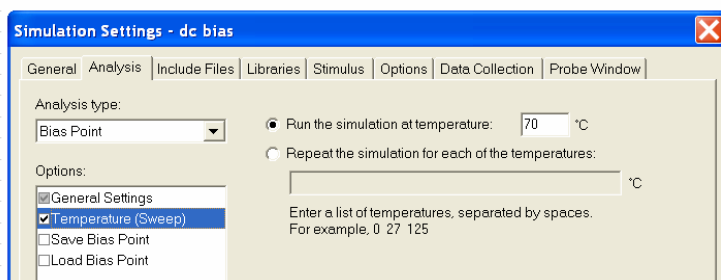 Simulation Settings - dc bias
General Analysis Include Files Libraries Stimulus Options Data Collection Probe Window
Analysis type:
Bias Point
Run the simulation at temperature: 70 °C
Repeat the simulation for each of the temperatures:
°C
Options:
General Settings
Temperature (Sweep)
Save Bias Point
Load Bias Point
Enter a list of temperatures, separated by spaces.
For example, 0 27 125